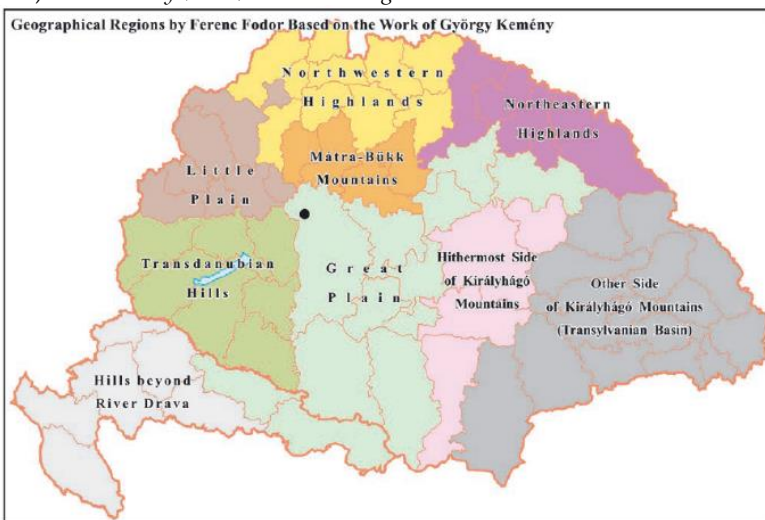 Geographical Regions by Ferenc Fodor Based on the Work of György Kemény
Northwestern
Highlands
Northeastern
Highlands
Mátra-Bükk
Mountains
Little
Plain
Transdanubian
Hills
Great
Plain
Hithermost Side
of Királyhágó
Mountains
Other Side
of Királyhágó Mountains
(Transylvanian Basin)
Hills beyond
River Drava